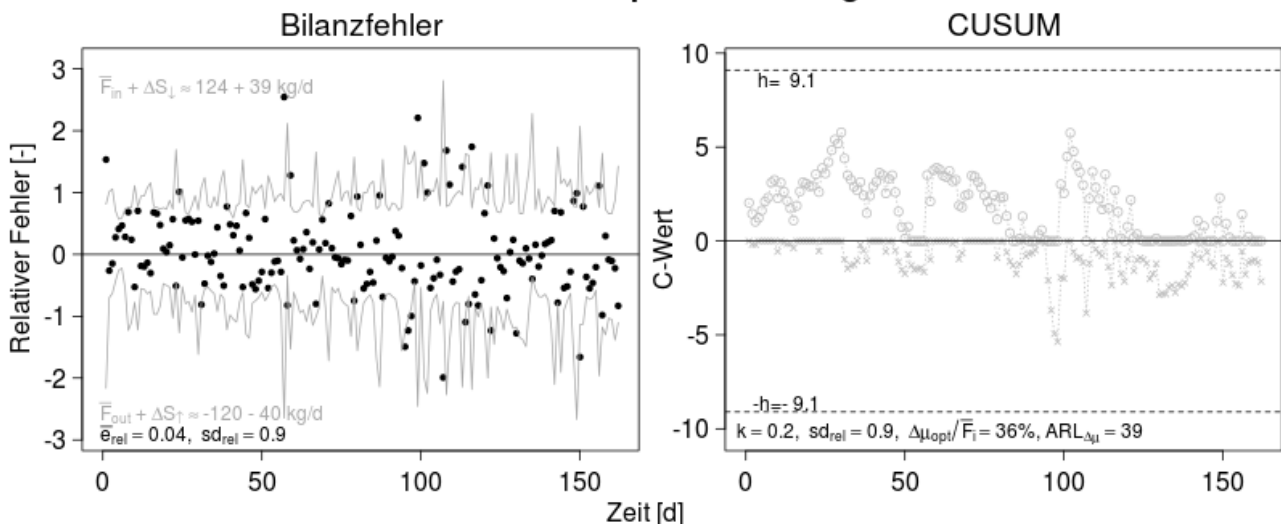 Bilanzfehler
CUSUM
3
2
1
0
-1
-2
-3
Relativer Fehler [-]
F̅in + ΔS↓ ≈ 124 + 39 kg/d
F̅out + ΔS↑ ≈ -120 - 40 kg/d
e̅rel = 0.04, sdrel = 0.9
0
50
100
150
10
5
0
-5
-10
C-Wert
h= 9.1
-h=- 9.1
k = 0.2, sdrel = 0.9, Δμopt/F̅i = 36%, ARLΔμ = 39
0
50
100
150
Zeit [d]